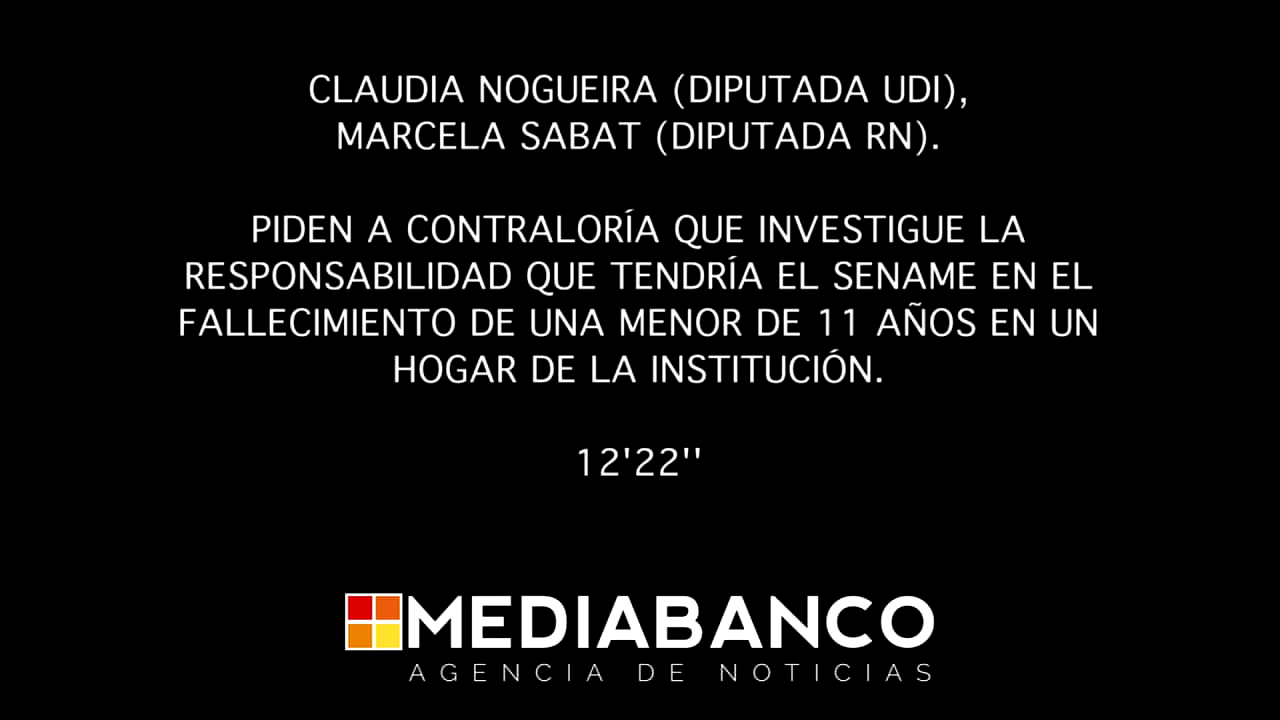 CLAUDIA NOGUEIRA (DIPUTADA UDI),
MARCELA SABAT (DIPUTADA RN).
PIDEN A CONTRALORÍA QUE INVESTIGUE LA
RESPONSABILIDAD QUE TENDRÍA EL SENAME EN EL
FALLECIMIENTO DE UNA MENOR DE 11 AÑOS EN UN
HOGAR DE LA INSTITUCIÓN.
12'22''
MEDIABANCO
AGENCIA DE NOTICIAS